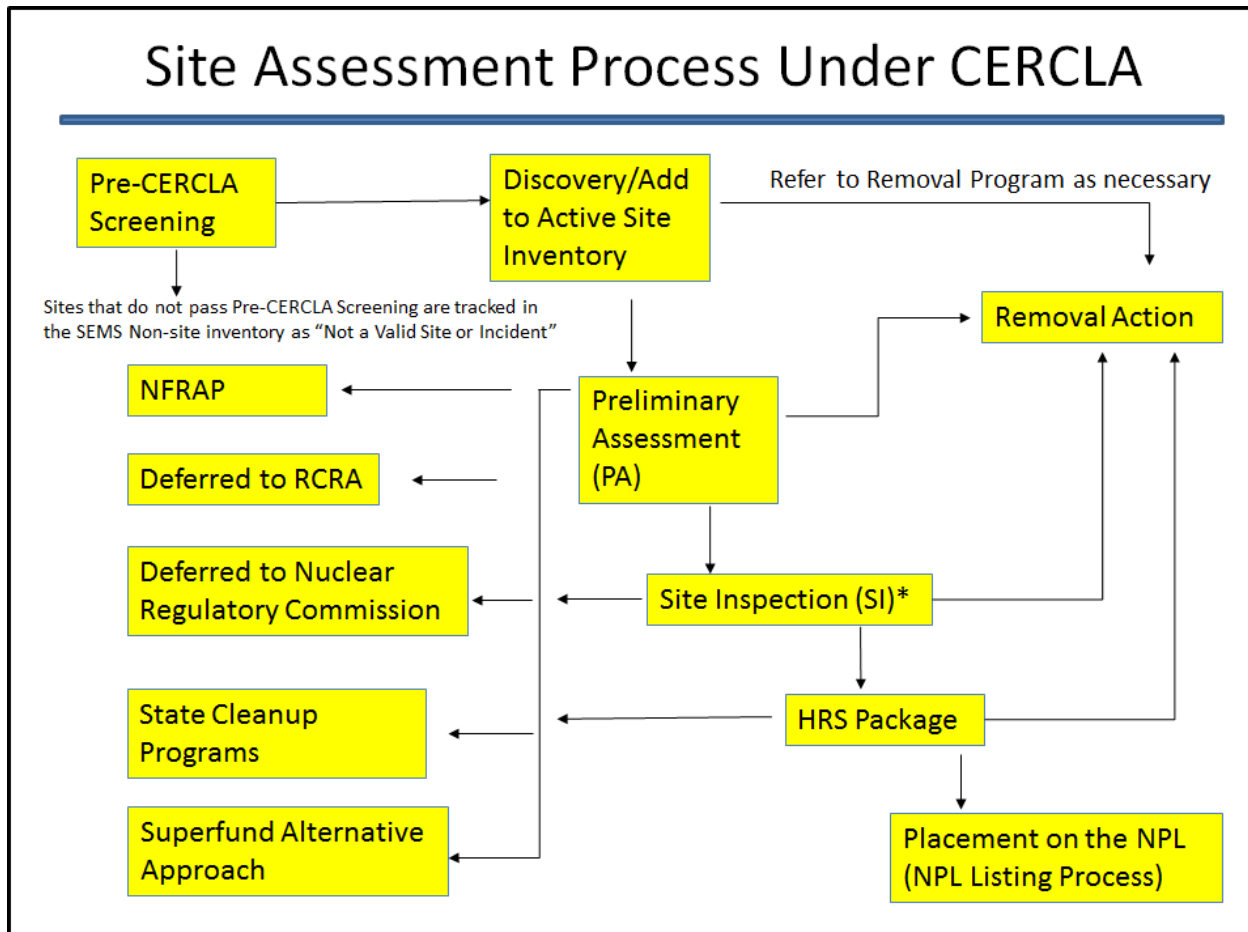 Site Assessment Process Under CERCLA
Pre-CERCLA
Screening
Discovery/Add
to Active Site
Inventory
Refer to Removal Program as necessary
Sites that do not pass Pre-CERCLA Screening are tracked in
the SEMS Non-site inventory as “Not a Valid Site or Incident”
Removal Action
NFRAP
Preliminary
Assessment
(PA)
Deferred to RCRA
Deferred to Nuclear
Regulatory Commission
Site Inspection (SI)*
State Cleanup
Programs
HRS Package
Superfund Alternative
Approach
Placement on the NPL
(NPL Listing Process)